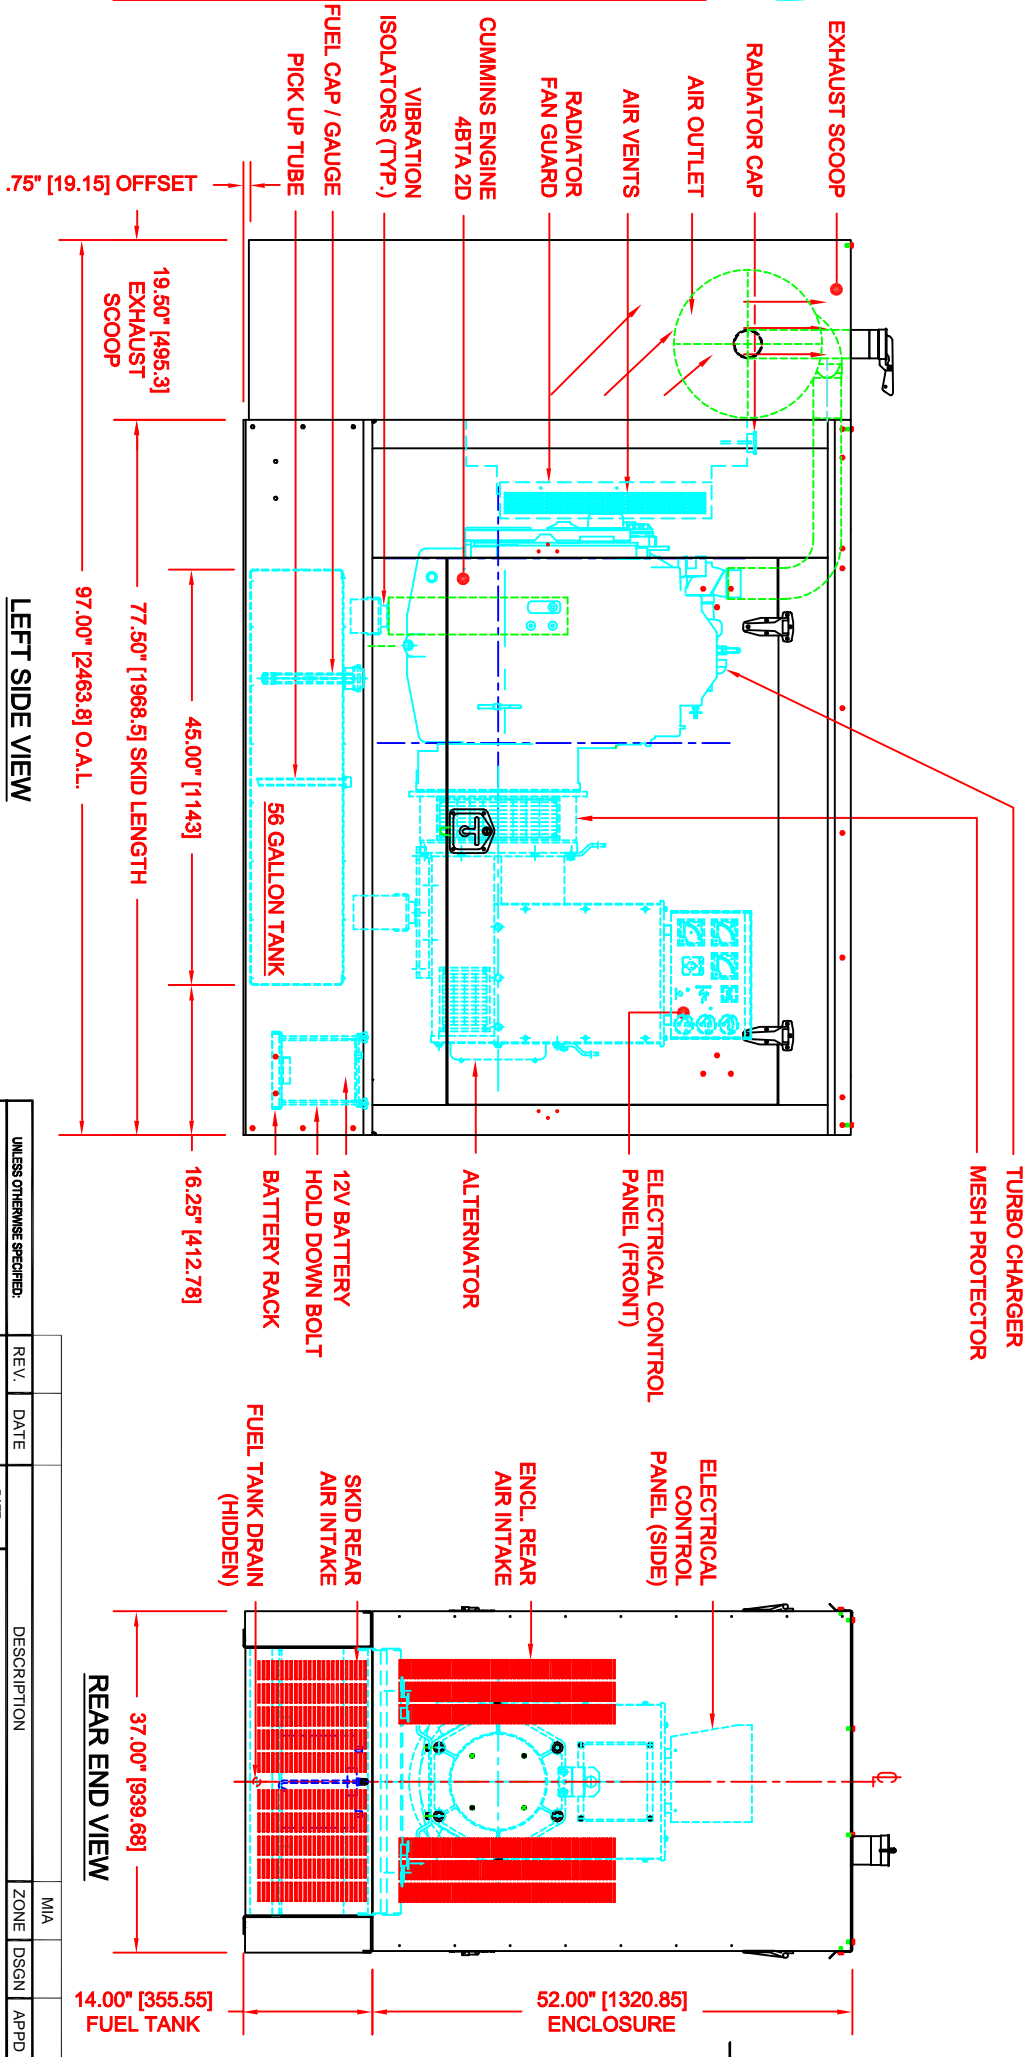 EXHAUST SCOOP
RADIATOR CAP
AIR OUTLET
AIR VENTS
RADIATOR
FAN GUARD
CUMMINS ENGINE
4BTA 2D
VIBRATION
ISOLATORS (TYP.)
FUEL CAP / GAUGE
PICK UP TUBE
.75" [19.15] OFFSET
19.50" [495.3]
EXHAUST
SCOOP
TURBO CHARGER
MESH PROTECTOR
ELECTRICAL CONTROL
PANEL (FRONT)
ALTERNATOR
12V BATTERY
HOLD DOWN BOLT
BATTERY RACK
56 GALLON TANK
45.00" [1143]
16.25" [412.78]
77.50" [1968.5] SKID LENGTH
97.00" [2463.8] O.A.L.
LEFT SIDE VIEW
ELECTRICAL
CONTROL
PANEL (SIDE)
ENCL. REAR
AIR INTAKE
SKID REAR
AIR INTAKE
FUEL TANK DRAIN
(HIDDEN)
37.00" [939.68]
REAR END VIEW
52.00" [1320.85]
ENCLOSURE
14.00" [355.55]
FUEL TANK
UNLESS OTHERWISE SPECIFIED:
MIA
REV. DATE DESCRIPTION ZONE DSGN APPD